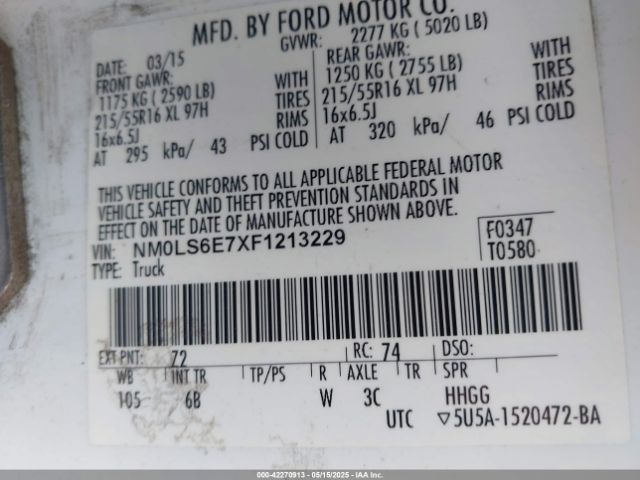 MFD. BY FORD MOTOR CO.
DATE: 03/15 GVWR: 2277 KG ( 5020 LB)
FRONT GAWR: REAR GAWR:
1175 KG ( 2590 LB) WITH 1250 KG ( 2755 LB) WITH
215/55R16 XL 97H TIRES 215/55R16 XL 97H TIRES
16x6.5J RIMS 16x6.5J RIMS
AT 295 kPa/ 43 PSI COLD AT 320 kPa/ 46 PSI COLD
THIS VEHICLE CONFORMS TO ALL APPLICABLE FEDERAL MOTOR
VEHICLE SAFETY AND THEFT PREVENTION STANDARDS IN
EFFECT ON THE DATE OF MANUFACTURE SHOWN ABOVE.
VIN: NM0LS6E7XF1213229 F0347
TYPE: Truck T0580
EXT PNT: 72 RC: 74 DSO:
WB INT TR TP/PS R AXLE TR SPR
105 6B W 3C HHGG
UTC ▽5U5A-1520472-BA
000-42270913 - 05/15/2025 - COPART - IAAI